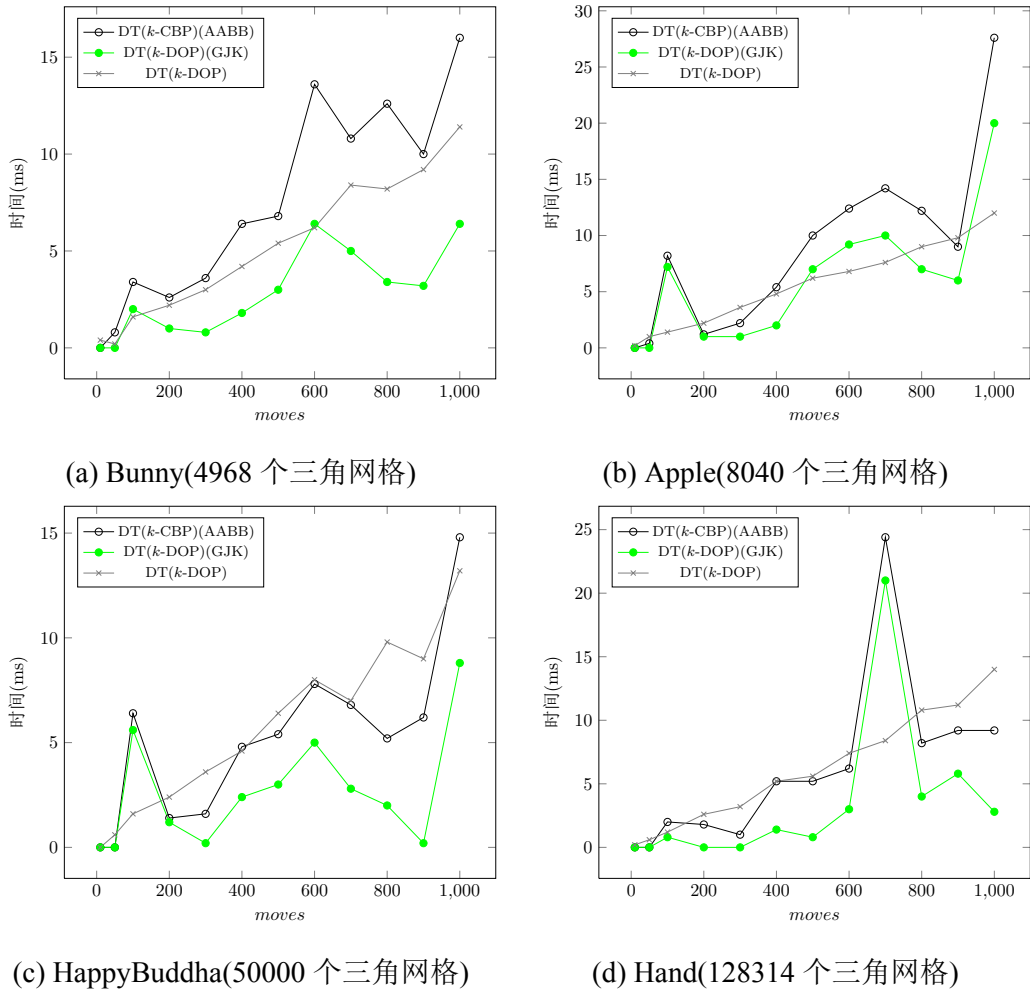 DT(k-CBP)(AABB)
DT(k-DOP)(GJK)
DT(k-DOP)
15
10
5
0
时间(ms)
0 200 400 600 800 1,000
moves
(a) Bunny(4968 个三角网格)
DT(k-CBP)(AABB)
DT(k-DOP)(GJK)
DT(k-DOP)
30
25
20
15
10
5
0
时间(ms)
0 200 400 600 800 1,000
moves
(b) Apple(8040 个三角网格)
DT(k-CBP)(AABB)
DT(k-DOP)(GJK)
DT(k-DOP)
15
10
5
0
时间(ms)
0 200 400 600 800 1,000
moves
(c) HappyBuddha(50000 个三角网格)
DT(k-CBP)(AABB)
DT(k-DOP)(GJK)
DT(k-DOP)
25
20
15
10
5
0
时间(ms)
0 200 400 600 800 1,000
moves
(d) Hand(128314 个三角网格)